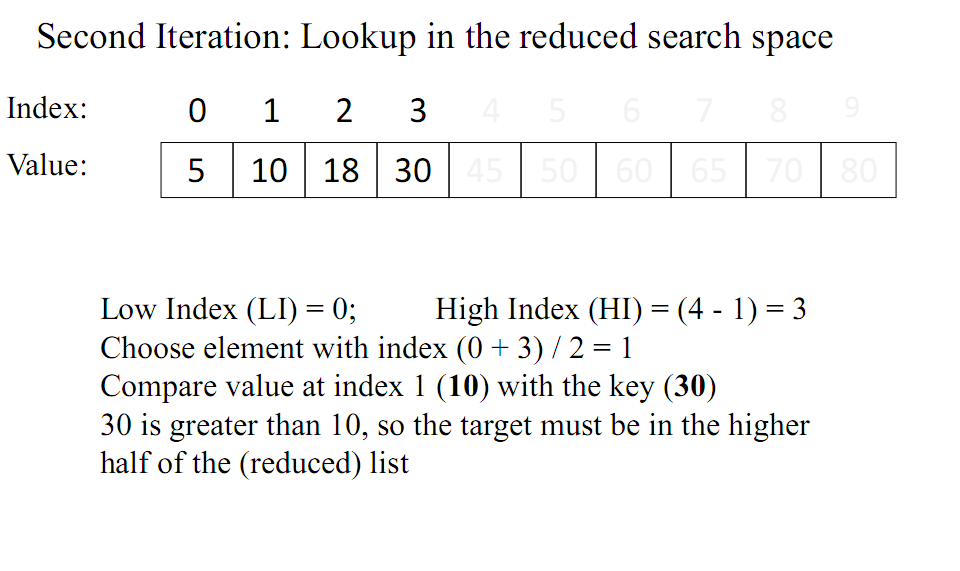 Second Iteration: Lookup in the reduced search space
Index: 0 1 2 3 4 5 6 7 8 9
Value: 5 10 18 30 45 50 60 65 70 80
Low Index (LI) = 0; High Index (HI) = (4 - 1) = 3
Choose element with index (0 + 3) / 2 = 1
Compare value at index 1 (10) with the key (30)
30 is greater than 10, so the target must be in the higher
half of the (reduced) list